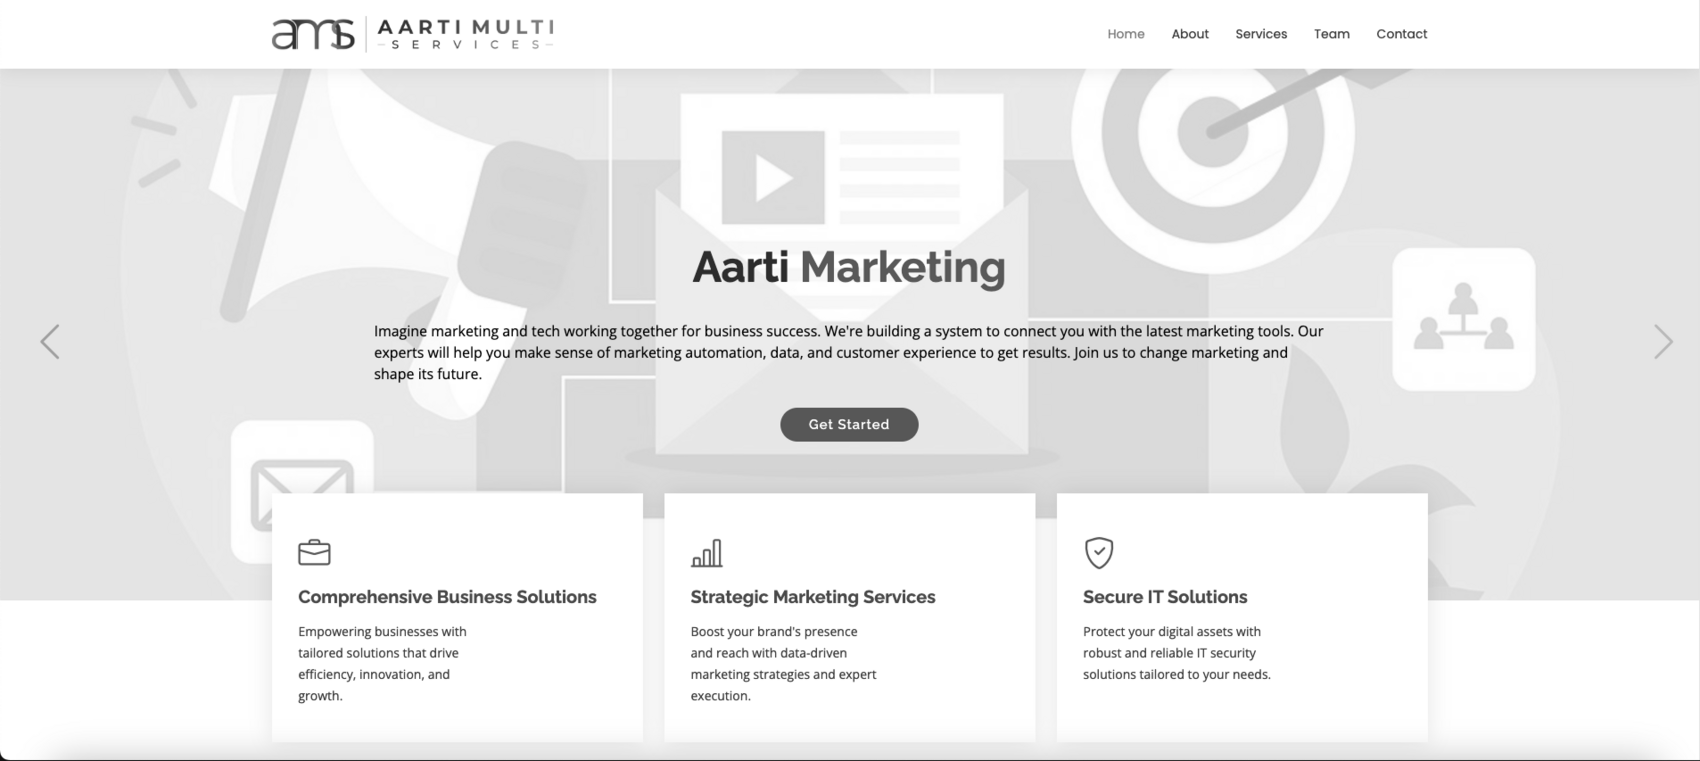 ams
AARTI MULTI
SERVICES
Home About Services Team Contact
Aarti Marketing
Imagine marketing and tech working together for business success. We're building a system to connect you with the latest marketing tools. Our
experts will help you make sense of marketing automation, data, and customer experience to get results. Join us to change marketing and
shape its future.
Get Started
Comprehensive Business Solutions
Empowering businesses with
tailored solutions that drive
efficiency, innovation, and
growth.
Strategic Marketing Services
Boost your brand's presence
and reach with data-driven
marketing strategies and expert
execution.
Secure IT Solutions
Protect your digital assets with
robust and reliable IT security
solutions tailored to your needs.